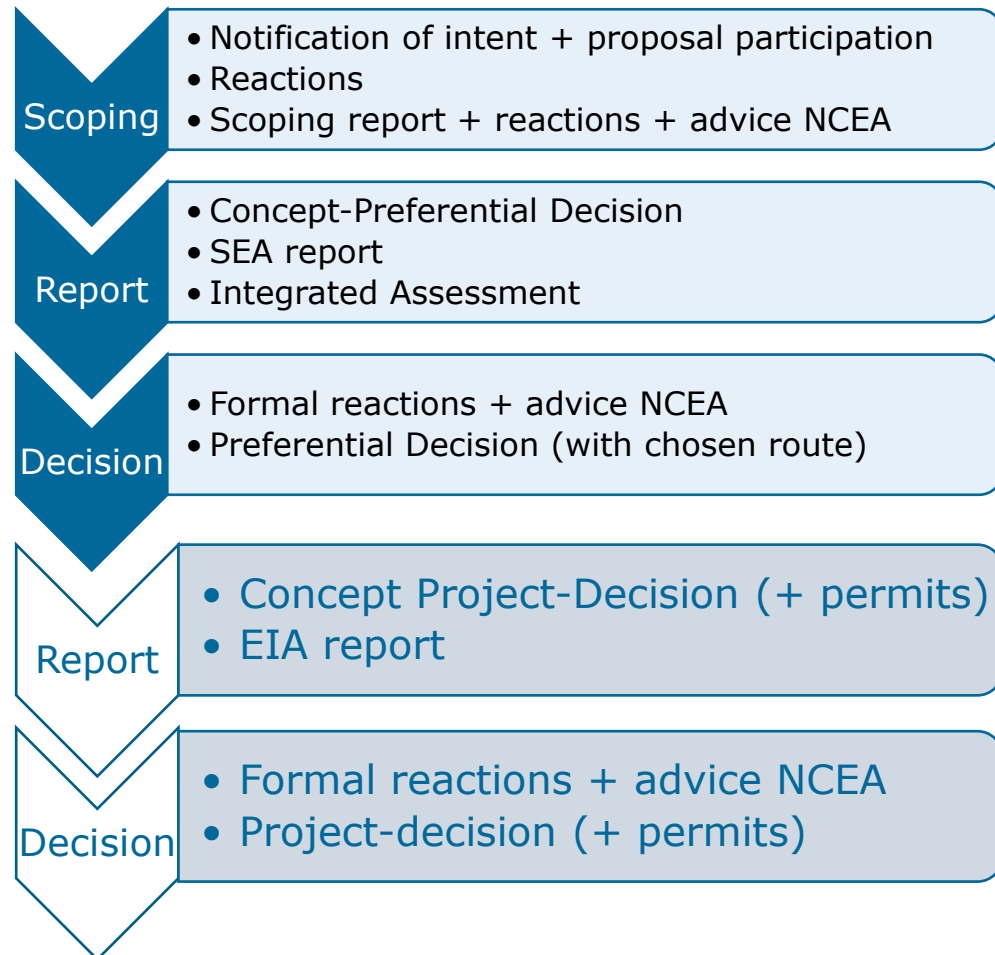 Scoping
• Notification of intent + proposal participation
• Reactions
• Scoping report + reactions + advice NCEA
Report
• Concept-Preferential Decision
• SEA report
• Integrated Assessment
Decision
• Formal reactions + advice NCEA
• Preferential Decision (with chosen route)
Report
• Concept Project-Decision (+ permits)
• EIA report
Decision
• Formal reactions + advice NCEA
• Project-decision (+ permits)